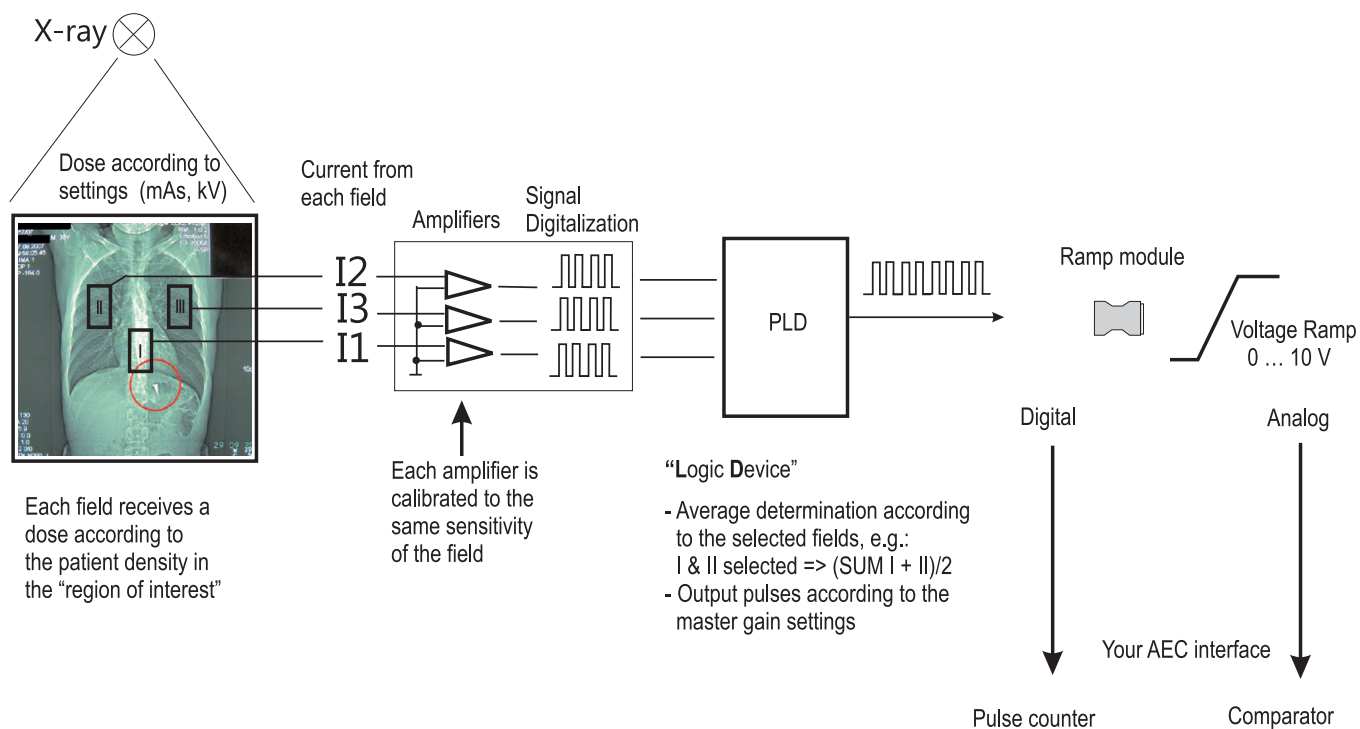 X-ray
Dose according to
settings (mAs, kV)
Current from
each field
Amplifiers
Signal
Digitalization
I2
I3
I1
II
III
I
PLD
Ramp module
Voltage Ramp
0 ... 10 V
Digital
Analog
Each field receives a
dose according to
the patient density in
the “region of interest”
Each amplifier is
calibrated to the
same sensitivity
of the field
“Logic Device”
- Average determination according
to the selected fields, e.g.:
I & II selected => (SUM I + II)/2
- Output pulses according to the
master gain settings
Your AEC interface
Pulse counter
Comparator